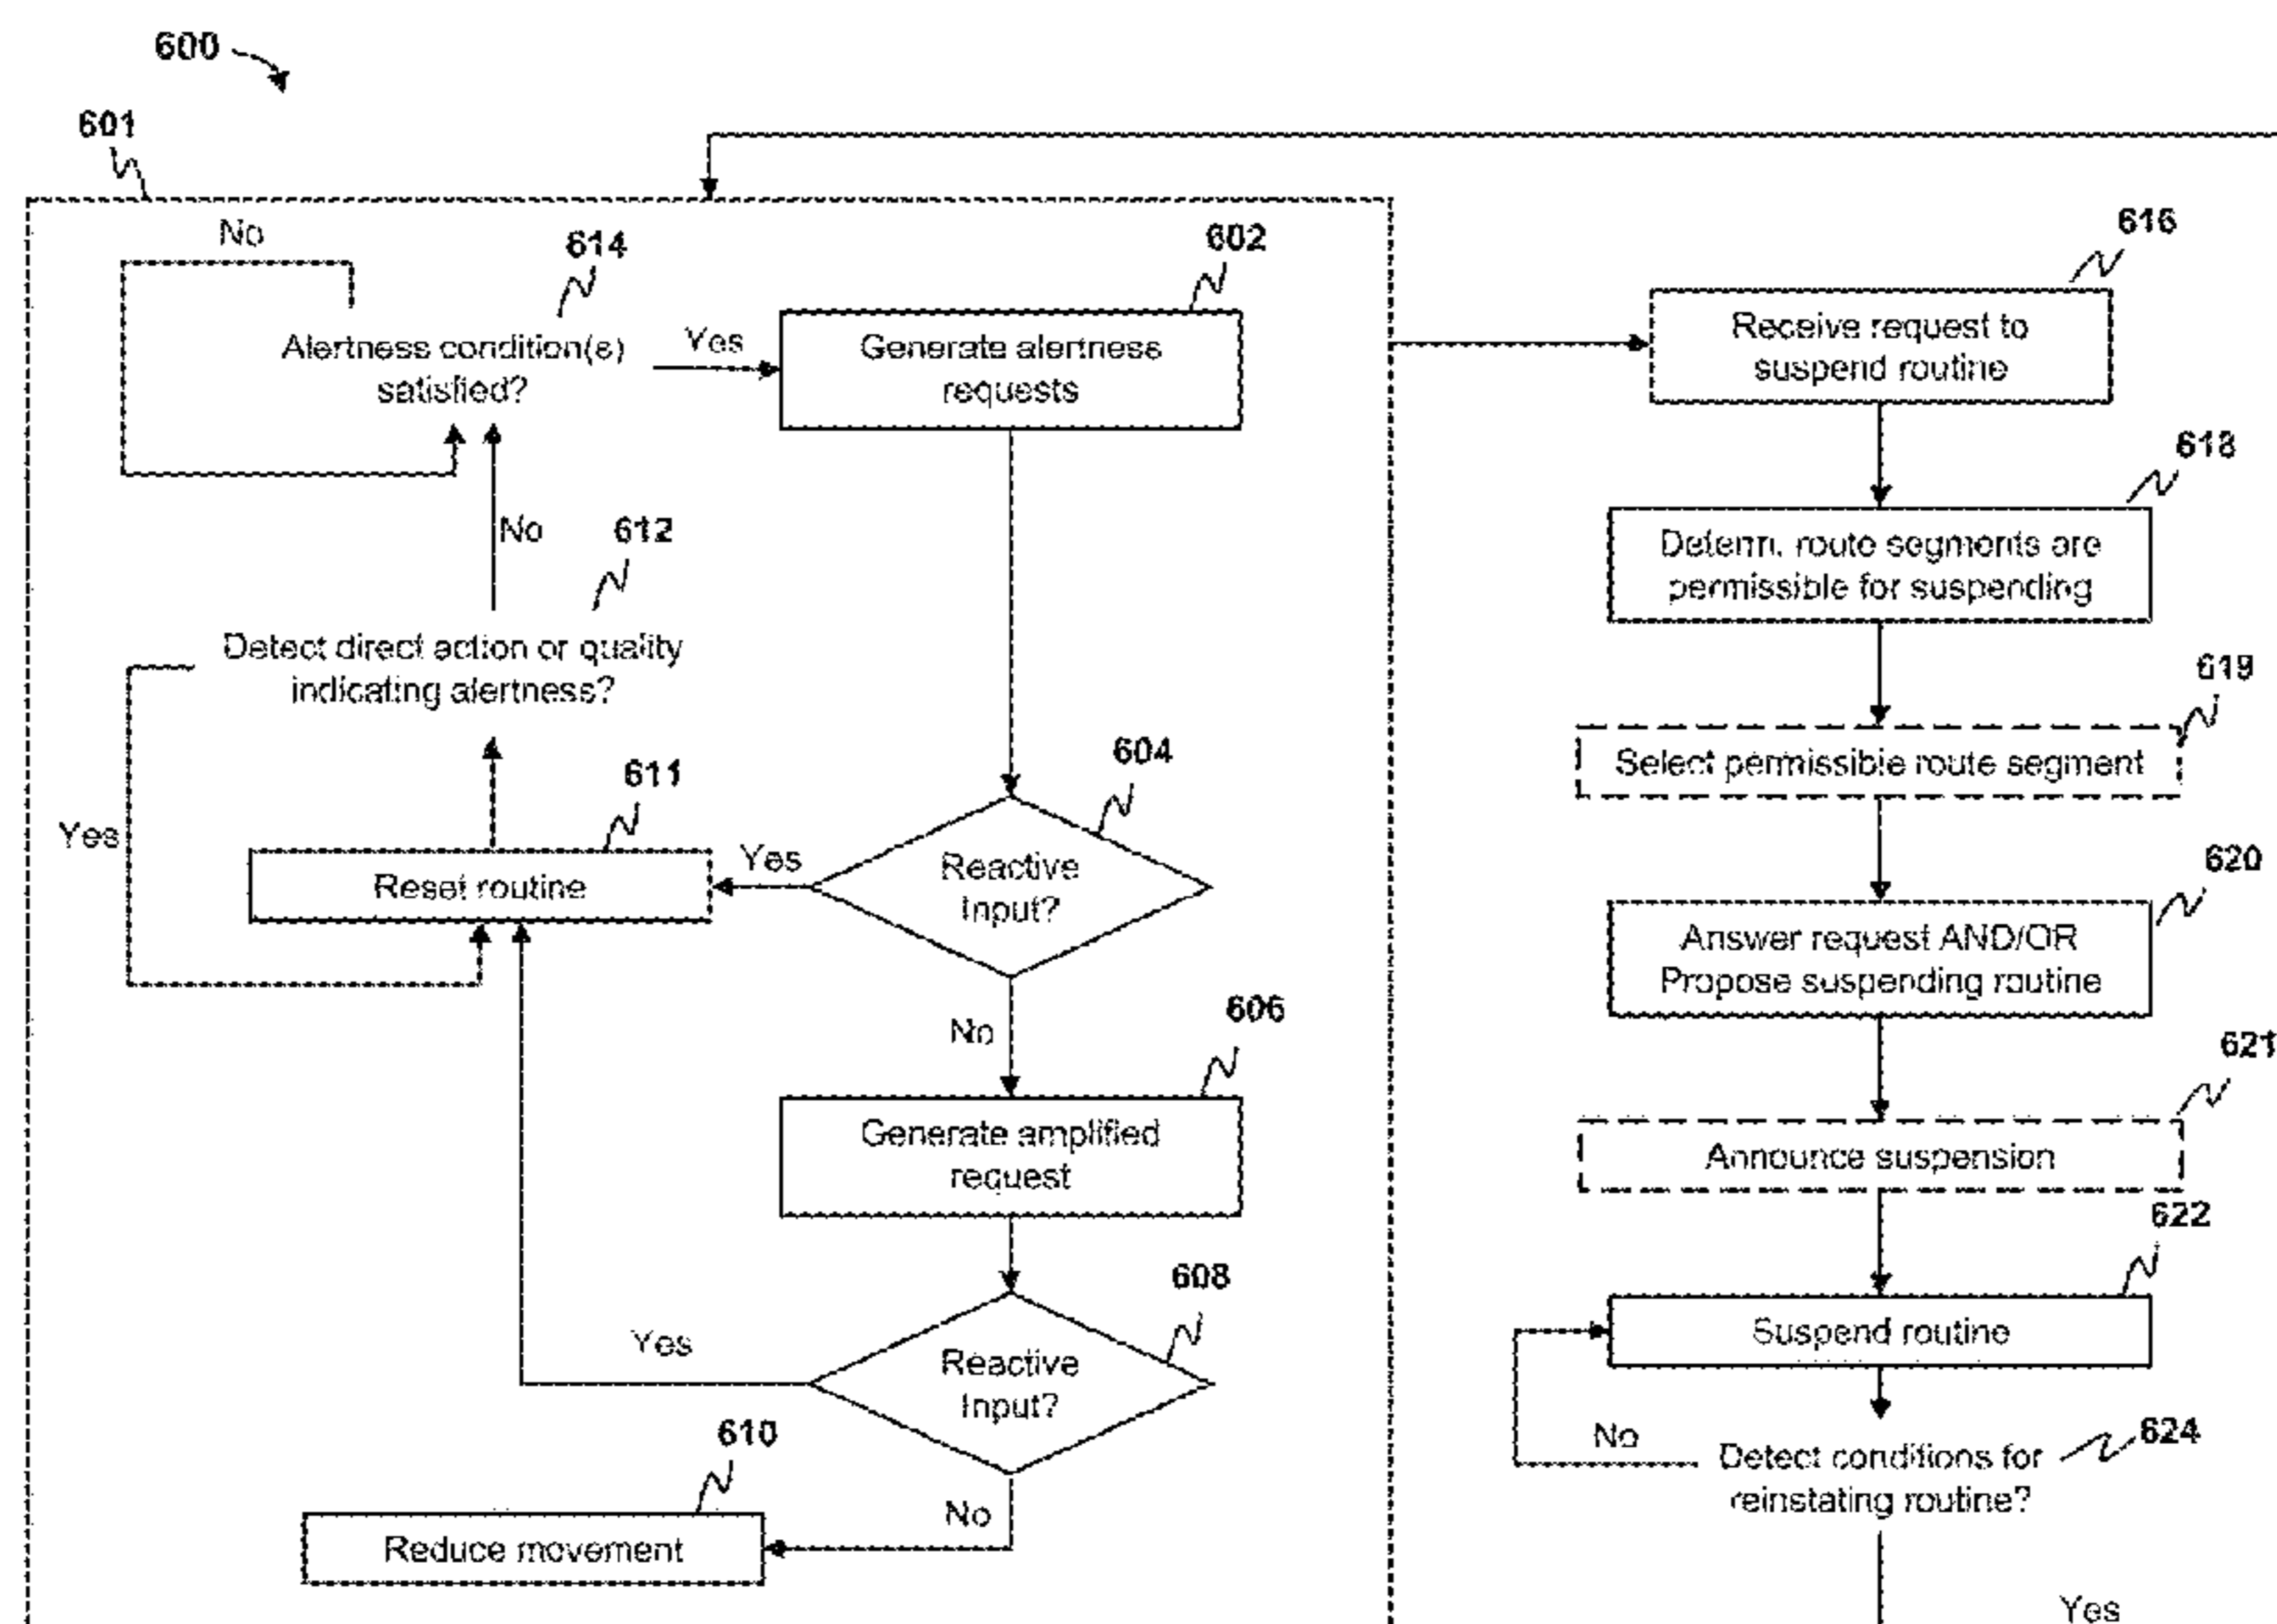 600
601
No
614
602
Alertness condition(s)
satisfied?
Yes
Generate alertness
requests
No
612
Detect direct action or quality
indicating alertness?
Yes
611
Reset routine
Yes
604
Reactive
Input?
No
606
Generate amplified
request
Yes
608
Reactive
Input?
No
610
Reduce movement
616
Receive request to
suspend routine
618
Determ. route segments are
permissible for suspending
619
Select permissible route segment
620
Answer request AND/OR
Propose suspending routine
621
Announce suspension
622
Suspend routine
No
624
Detect conditions for
reinstating routine?
Yes